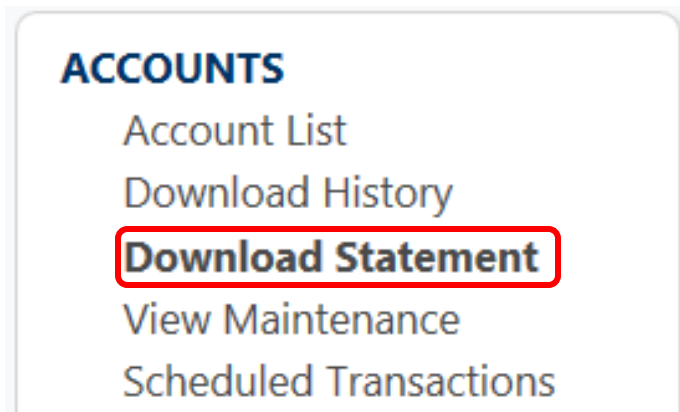 ACCOUNTS
Account List
Download History
Download Statement
View Maintenance
Scheduled Transactions